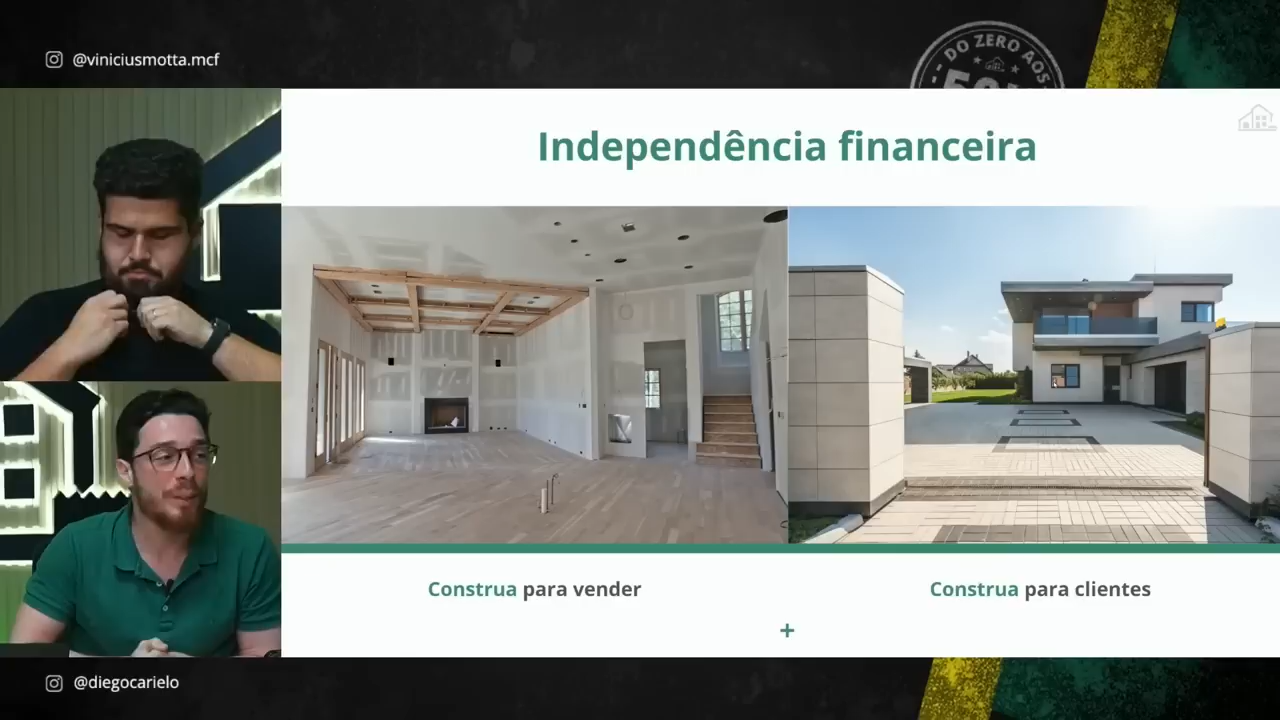 @viniciusmotta.mcf
DO ZERO AOS
Independência financeira
Construa para vender
Construa para clientes
+
@diegocarielo